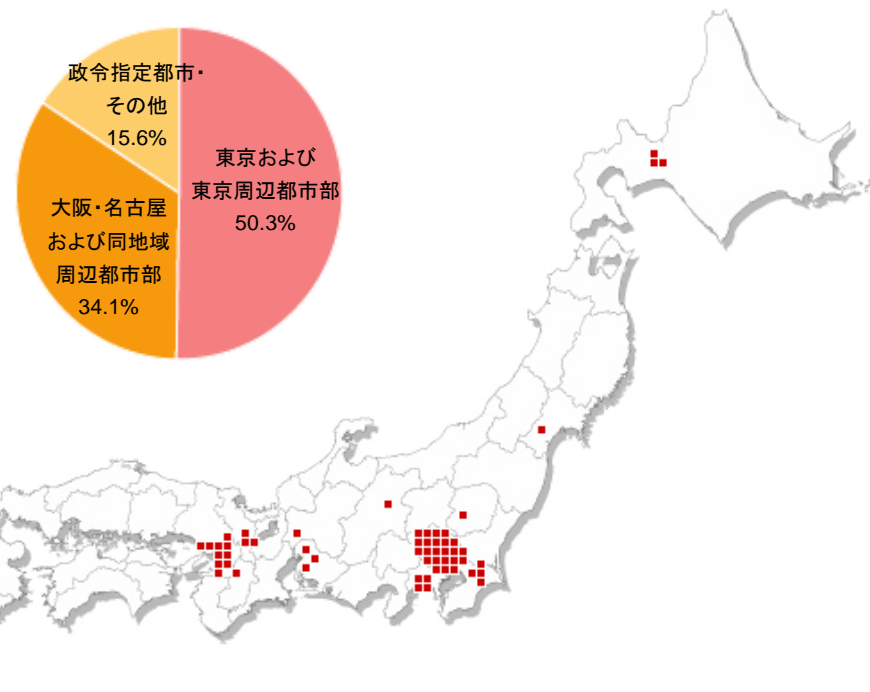 政令指定都市・
その他
15.6%
東京および
東京周辺都市部
50.3%
大阪・名古屋
および同地域
周辺都市部
34.1%